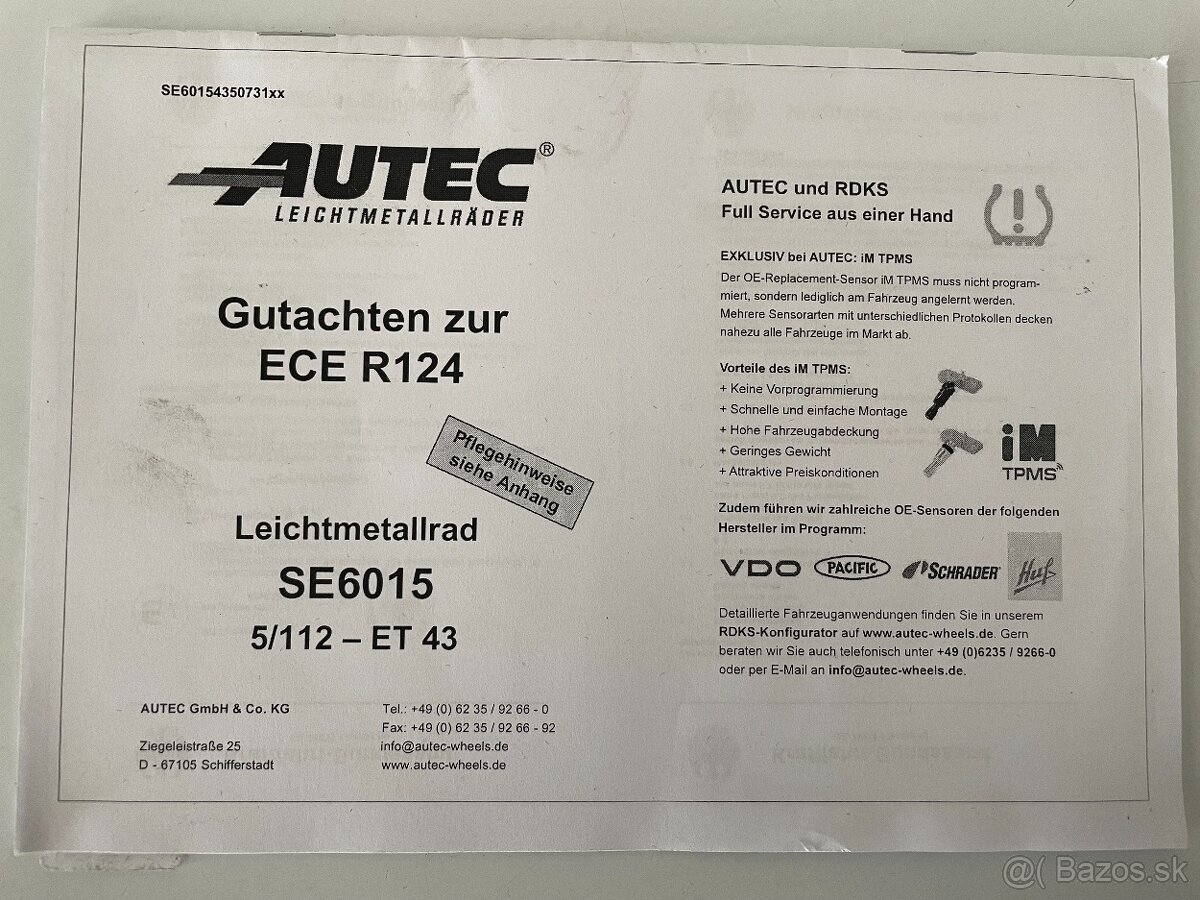 SE60154350731xx
AUTEC®
LEICHTMETALLRÄDER
Gutachten zur
ECE R124
Pflegehinweise
siehe Anhang
Leichtmetallrad
SE6015
5/112 – ET 43
AUTEC GmbH & Co. KG
Ziegeleistraße 25
D - 67105 Schifferstadt
Tel.: +49 (0) 62 35 / 92 66 - 0
Fax: +49 (0) 62 35 / 92 66 - 92
info@autec-wheels.de
www.autec-wheels.de
AUTEC und RDKS
Full Service aus einer Hand
EXKLUSIV bei AUTEC: iM TPMS
Der OE-Replacement-Sensor iM TPMS muss nicht program-
miert, sondern lediglich am Fahrzeug angelernt werden.
Mehrere Sensorarten mit unterschiedlichen Protokollen decken
nahezu alle Fahrzeuge im Markt ab.
Vorteile des iM TPMS:
+ Keine Vorprogrammierung
+ Schnelle und einfache Montage
+ Hohe Fahrzeugabdeckung
+ Geringes Gewicht
+ Attraktive Preiskonditionen
iM
TPMS
Zudem führen wir zahlreiche OE-Sensoren der folgenden
Hersteller im Programm:
VDO PACIFIC SCHRADER Huf
Detaillierte Fahrzeuganwendungen finden Sie in unserem
RDKS-Konfigurator auf www.autec-wheels.de. Gern
beraten wir Sie auch telefonisch unter +49 (0)6235 / 9266-0
oder per E-Mail an info@autec-wheels.de.
@( Bazos.sk